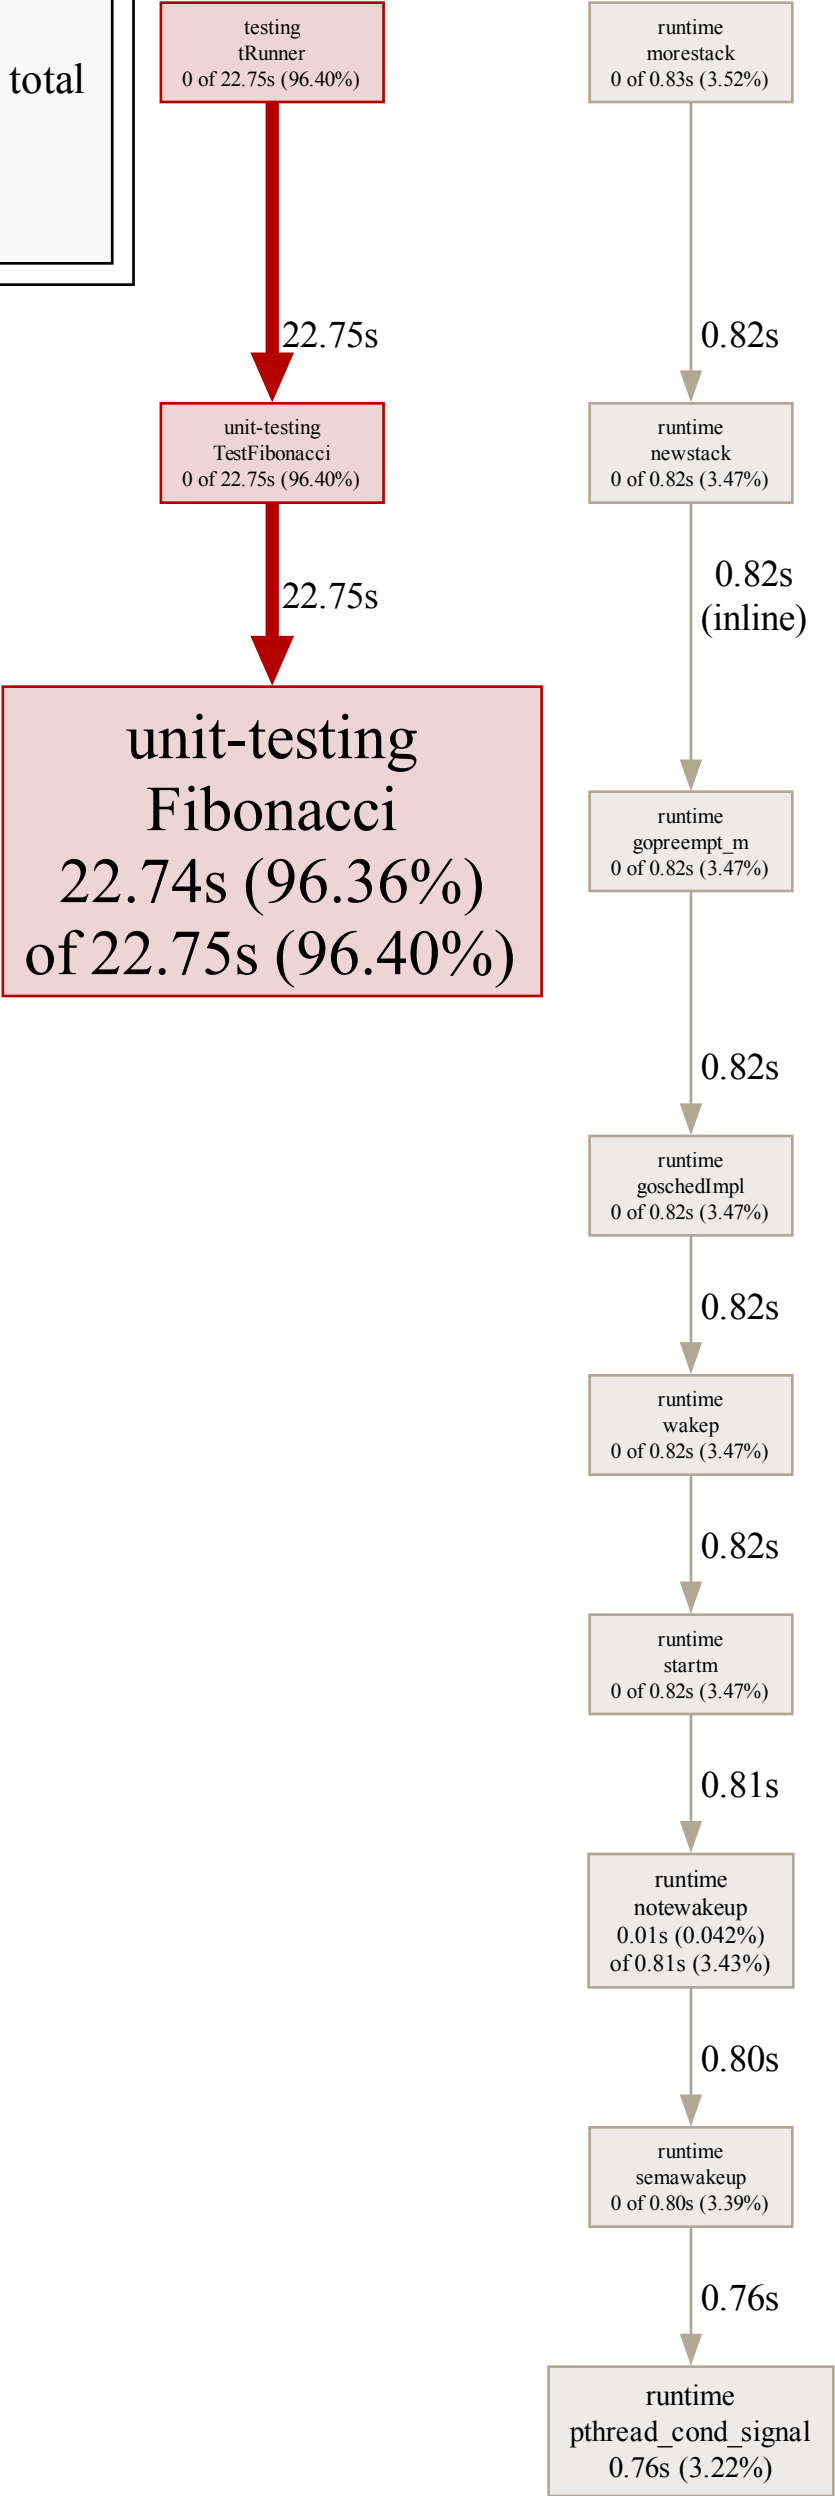 total
testing
tRunner
0 of 22.75s (96.40%)
22.75s
unit-testing
TestFibonacci
0 of 22.75s (96.40%)
22.75s
unit-testing
Fibonacci
22.74s (96.36%)
of 22.75s (96.40%)
runtime
morestack
0 of 0.83s (3.52%)
0.82s
runtime
newstack
0 of 0.82s (3.47%)
0.82s
(inline)
runtime
gopreempt_m
0 of 0.82s (3.47%)
0.82s
runtime
goschedImpl
0 of 0.82s (3.47%)
0.82s
runtime
wakep
0 of 0.82s (3.47%)
0.82s
runtime
startm
0 of 0.82s (3.47%)
0.81s
runtime
notewakeup
0.01s (0.042%)
of 0.81s (3.43%)
0.80s
runtime
semawakeup
0 of 0.80s (3.39%)
0.76s
runtime
pthread_cond_signal
0.76s (3.22%)